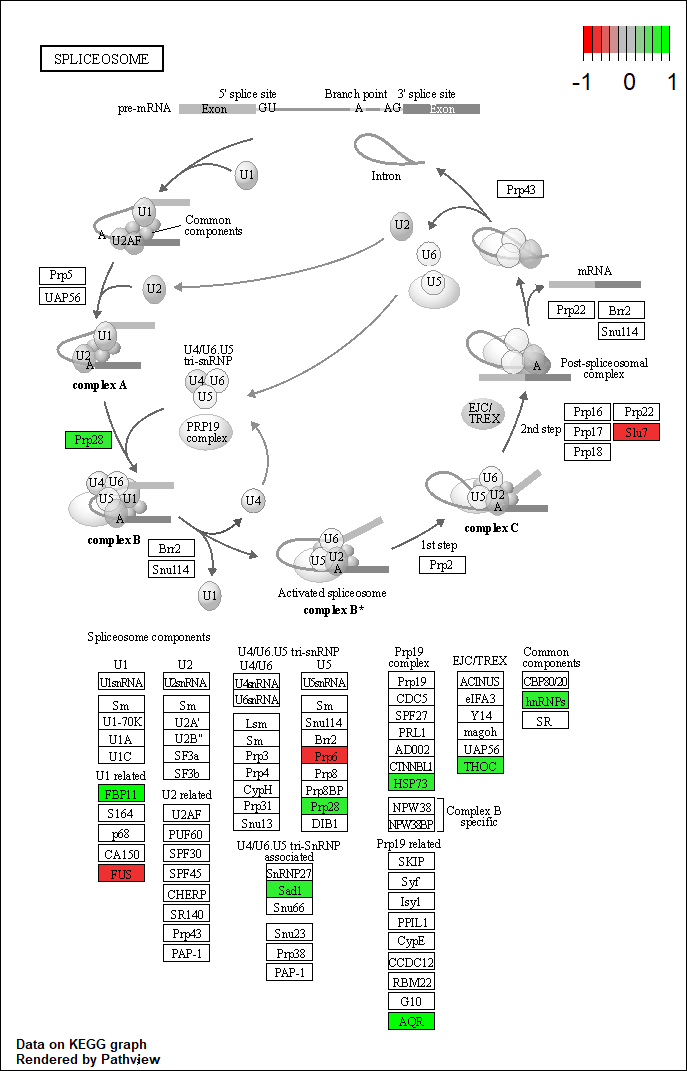 SPLICEOSOME
-1 0 1
5' splice site Branch point 3' splice site
pre-mRNA Exon GU A AG Exon
U1
Intron
Prp43
U1
A U2AF
Common
components
U2
U6
U5
Prp5
UAP56
U2
mRNA
Prp22 Brr2
Snu114
U1
U2
A
complex A
U4/U6.U5
tri-snRNP
U4 U6
U5
PRP19
complex
A
Post-spliceosomal
complex
EJC/
TREX
2nd step
Prp16 Prp22
Prp17 Slu7
Prp18
Prp28
U4 U6
U5 U1
A
complex B
U4
U6
U5 U2
A
complex C
Brr2
Snu114
U1
U6
U5 U2
A
Activated spliceosome
complex B*
1st step
Prp2
Spliceosome components
U1
U1snRNA
Sm
U1-70K
U1A
U1C
U1 related
FBP11
S164
p68
CA150
FUS
U2
U2snRNA
Sm
U2A'
U2B"
SF3a
SF3b
U2 related
U2AF
PUF60
SPF30
SPF45
CHERP
SR140
Prp43
PAP-1
U4/U6.U5 tri-snRNP
U4/U6
U4snRNA
U6snRNA
Lsm
Sm
Prp3
Prp4
CypH
Prp31
Snu13
U5
U5snRNA
Sm
Snu114
Brr2
Prp6
Prp8
Prp8BP
Prp28
DIB1
U4/U6.U5 tri-SnRNP
associated
SnRNP27
Sad1
Snu66
Snu23
Prp38
PAP-1
Prp19
complex
Prp19
CDC5
SPF27
PRL1
AD002
CTNNBL1
HSP73
NPW38
NPW38BP
Complex B
specific
Prp19 related
SKIP
Syf
Isy1
PPIL1
CypE
CCDC12
RBM22
G10
AQR
EJC/TREX
ACINUS
eIFA3
Y14
magoh
UAP56
THOC
Common
components
CBP80/20
hnRNPs
SR
Data on KEGG graph
Rendered by Pathview